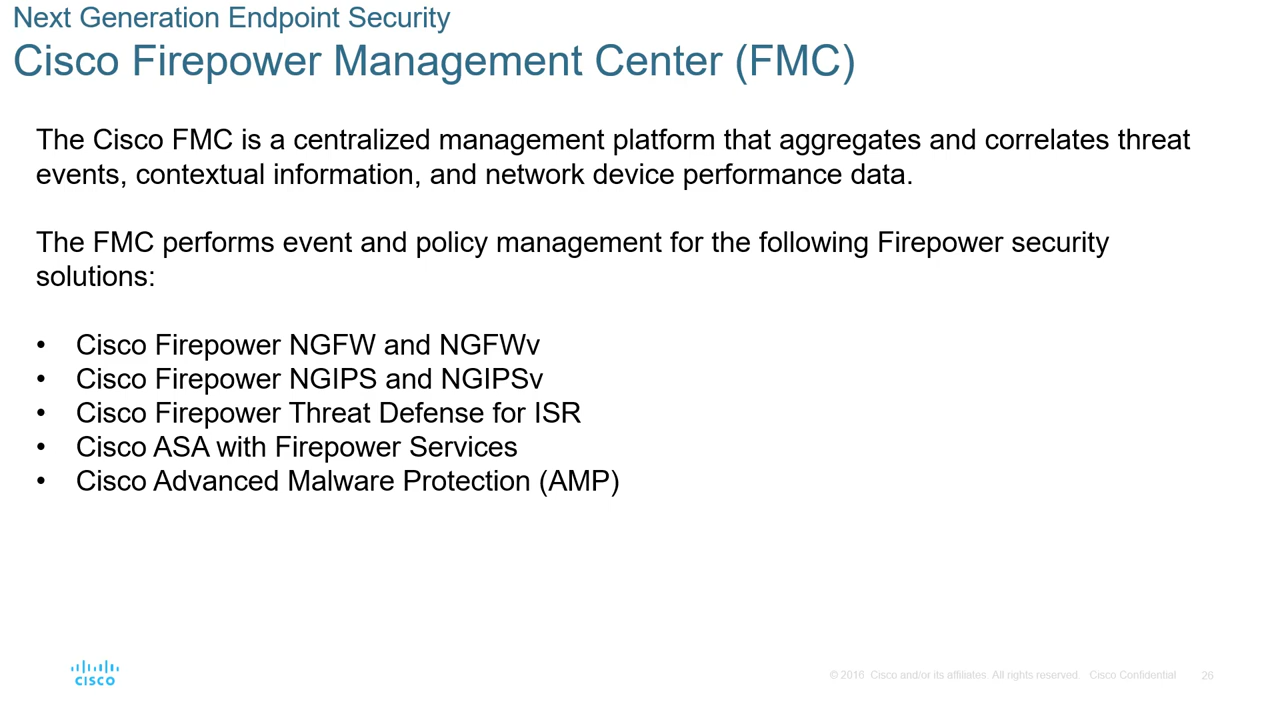 Next Generation Endpoint Security
Cisco Firepower Management Center (FMC)
The Cisco FMC is a centralized management platform that aggregates and correlates threat
events, contextual information, and network device performance data.
The FMC performs event and policy management for the following Firepower security
solutions:
• Cisco Firepower NGFW and NGFWv
• Cisco Firepower NGIPS and NGIPSv
• Cisco Firepower Threat Defense for ISR
• Cisco ASA with Firepower Services
• Cisco Advanced Malware Protection (AMP)
CISCO
© 2016 Cisco and/or its affiliates. All rights reserved. Cisco Confidential 26